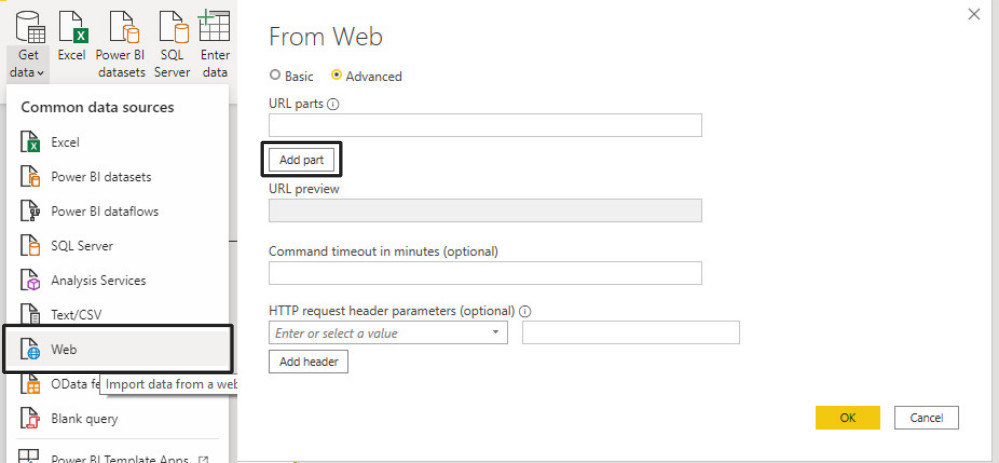 Get data
Excel
Power BI datasets
SQL Server
Enter data
Common data sources
Excel
Power BI datasets
Power BI dataflows
SQL Server
Analysis Services
Text/CSV
Web
OData fe
Import data from a web
Blank query
Power BI Template Apps
From Web
Basic
Advanced
URL parts
Add part
URL preview
Command timeout in minutes (optional)
HTTP request header parameters (optional)
Enter or select a value
Add header
OK
Cancel